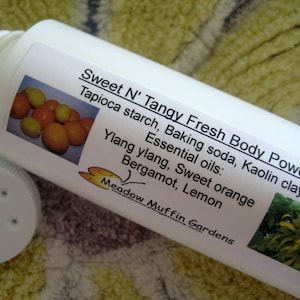 Sweet N' Tangy Fresh Body Powe
Tapioca starch, Baking soda, Kaolin clay
Essential oils:
Ylang ylang, Sweet orange
Bergamot, Lemon
Meadow Muffin Gardens